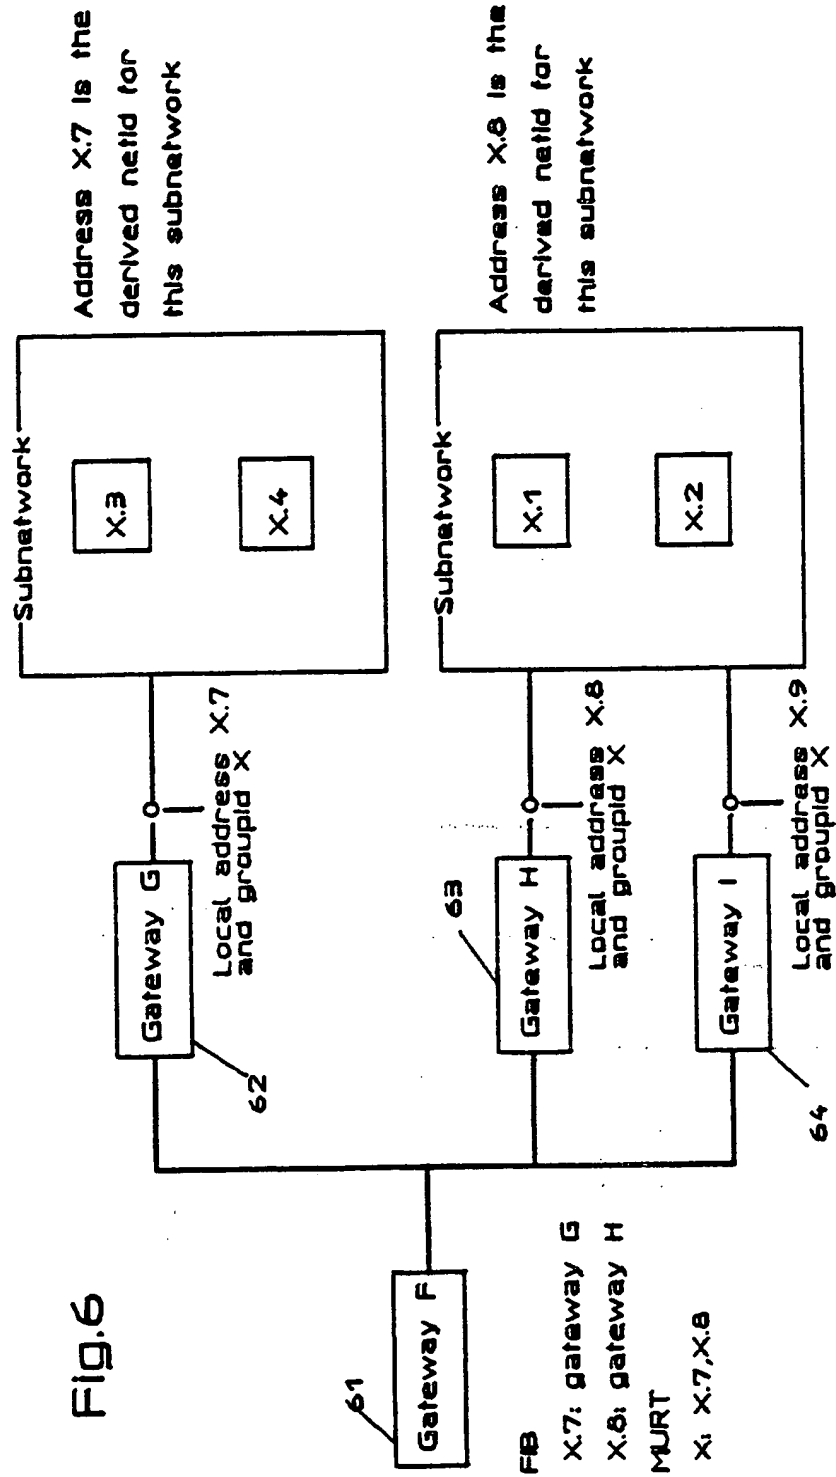 Fig.6
61
Gateway F
FIB
X.7: gateway G
X.8: gateway H
MURT
X: X.7,X.8
62
Gateway G
Local address X.7
and groupid X
63
Gateway H
Local address X.8
and groupid X
64
Gateway I
Local address X.9
and groupid X
Subnetwork
X.3
X.4
Subnetwork
X.1
X.2
Address X.7 is the
derived netid for
this subnetwork
Address X.8 is the
derived netid for
this subnetwork